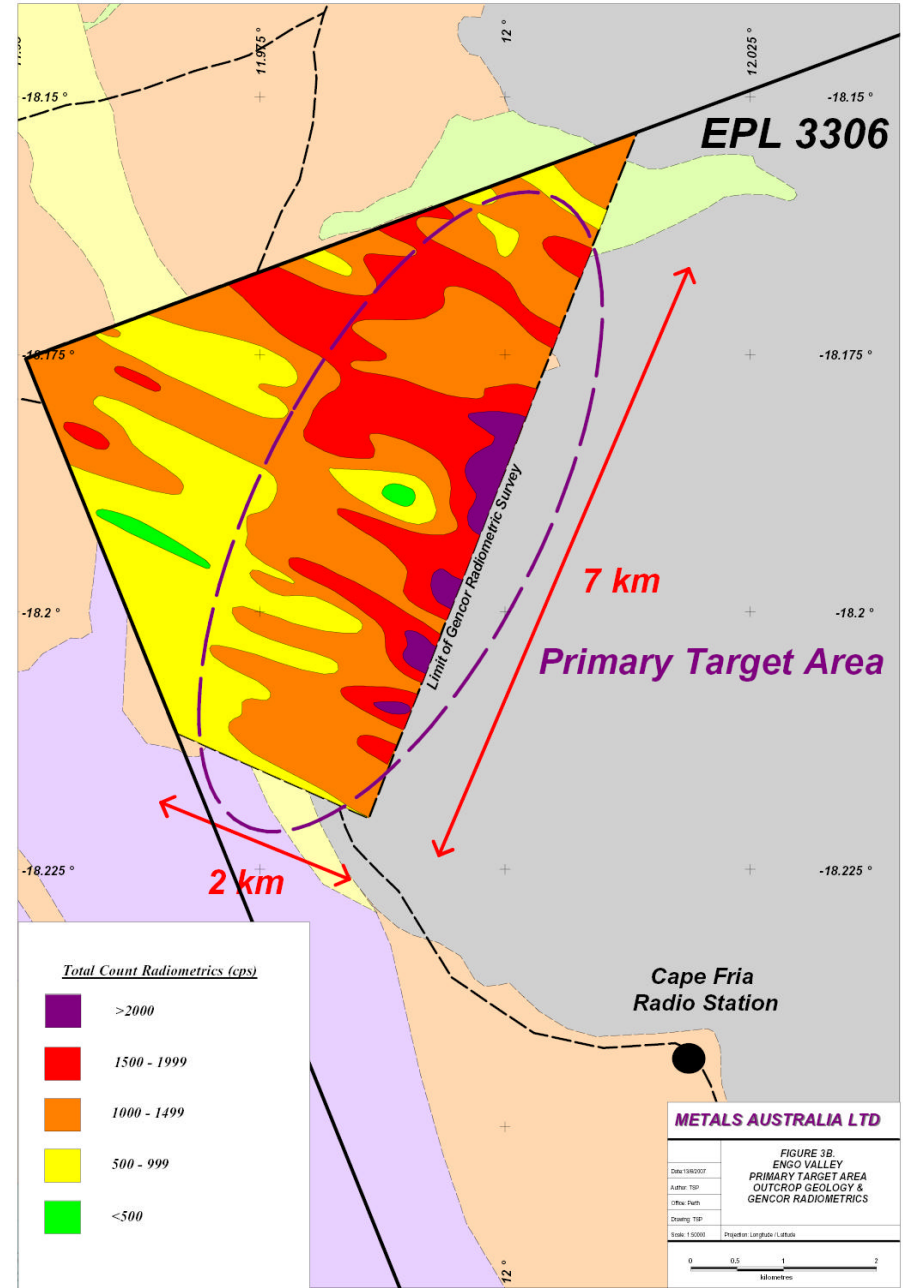 11.975 °
12 °
12.025 °
-18.15 °
-18.15 °
EPL 3306
-18.175 °
-18.175 °
Limit of Gencor Radiometric Survey
7 km
-18.2 °
-18.2 °
Primary Target Area
-18.225 °
-18.225 °
2 km
Total Count Radiometrics (cps)
>2000
1500 - 1999
1000 - 1499
500 - 999
<500
Cape Fria
Radio Station
12 °
METALS AUSTRALIA LTD
FIGURE 3B.
ENGO VALLEY
PRIMARY TARGET AREA
OUTCROP GEOLOGY &
GENCOR RADIOMETRICS
Author: TSP
Office: Perth
Drawing: TSP
Scale: 1:50000
Projection: Longitude / Latitude
0 0.5 1 2
kilometres